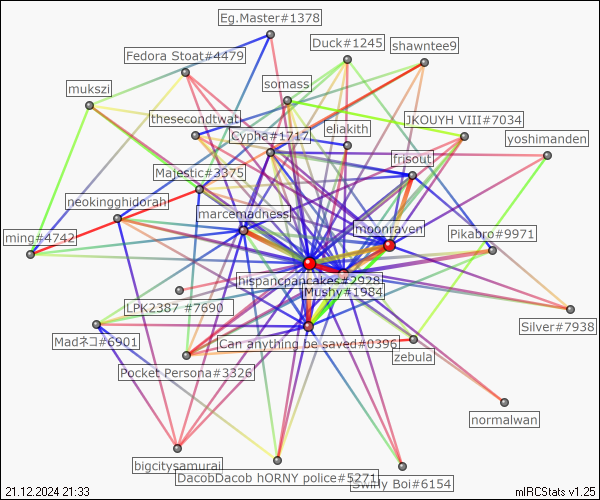 Eg.Master#1378
Duck#1245
shawntee9
Fedora Stoat#4479
mukszi
somass
thesecondtwat
JKOUYH VIII#7034
eliakith
Cypha#1717
yoshimanden
frisout
Majestic#3375
neokingghidorah
marcemadness
moonraven
Pikabro#9971
ming#4742
hispancpancakes#2928
Mushy#1984
LPK2387 #7690
Silver#7938
Madネコ#6901
Can anything be saved#0396
zebula
Pocket Persona#3326
normalwan
bigcitysamurai
DacobDacob hORNY police#5271
Swirly Boi#6154
21.12.2024 21:33
mIRCStats v1.25